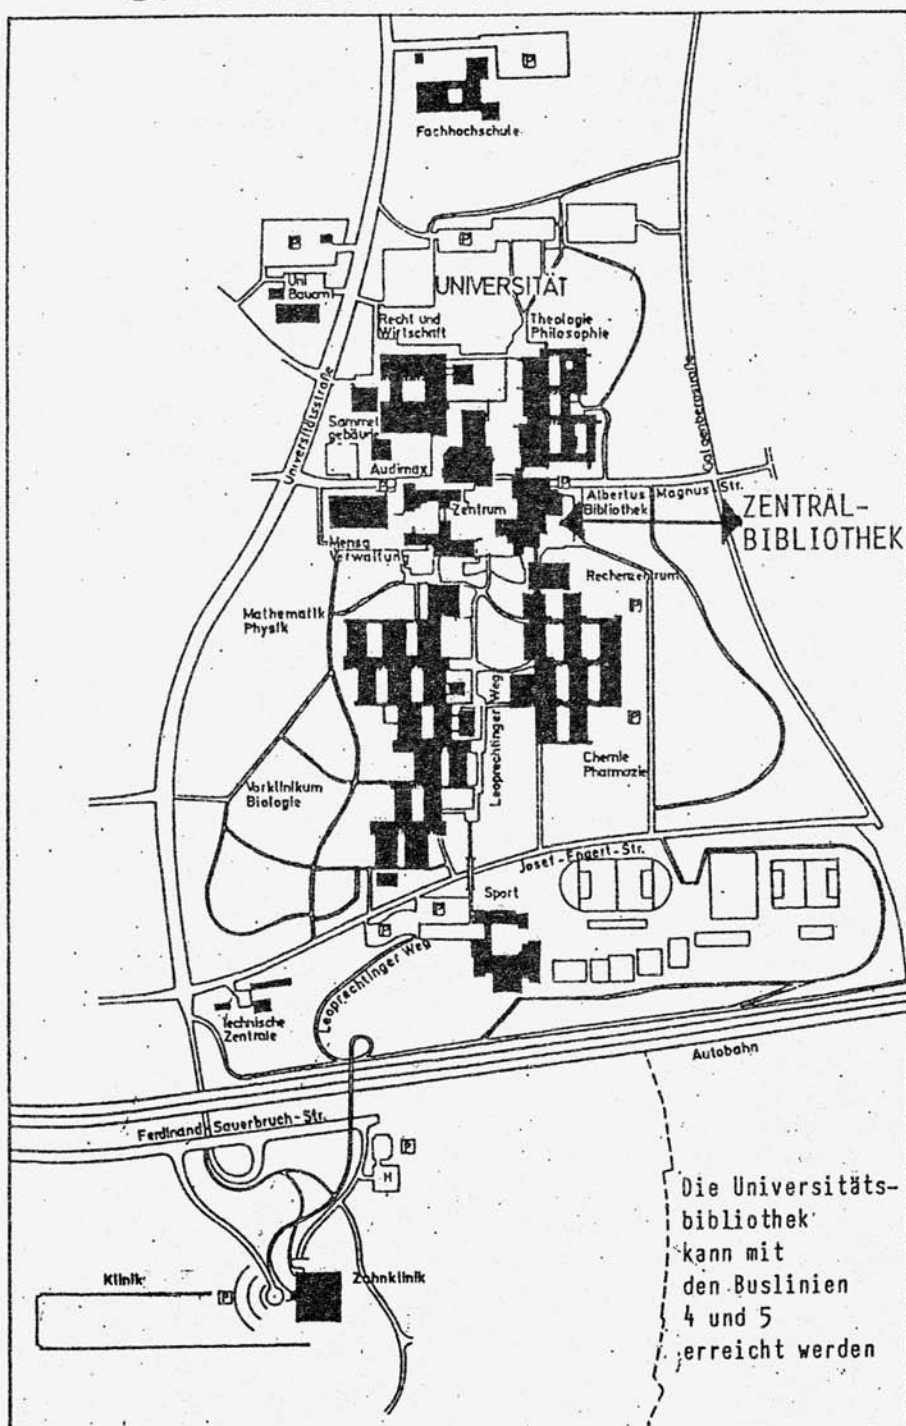 P
Fachhochschule
P
P
Uni
Bauamt
UNIVERSITÄT
Recht und
Wirtschaft
Theologie
Philosophie
Universitätsstraße
Galgenbergstraße
Sammel
gebäude
Audimax
P
P
Zentrum
Albertus Magnus Str.
Bibliothek
ZENTRAL-
BIBLIOTHEK
Mensa
Verwaltung
Rechenzentrum
P
Mathematik
Physik
Leoprechtinger Weg
P
Chemie
Pharmazie
Vorklinikum
Biologie
Josef-Engert-Str.
Sport
P
P
Leoprechtinger Weg
Technische
Zentrale
Autobahn
Ferdinand Sauerbruch-Str.
P
H
Die Universitäts-
bibliothek
kann mit
den Buslinien
4 und 5
erreicht werden
Klinik
P
Zahnklinik